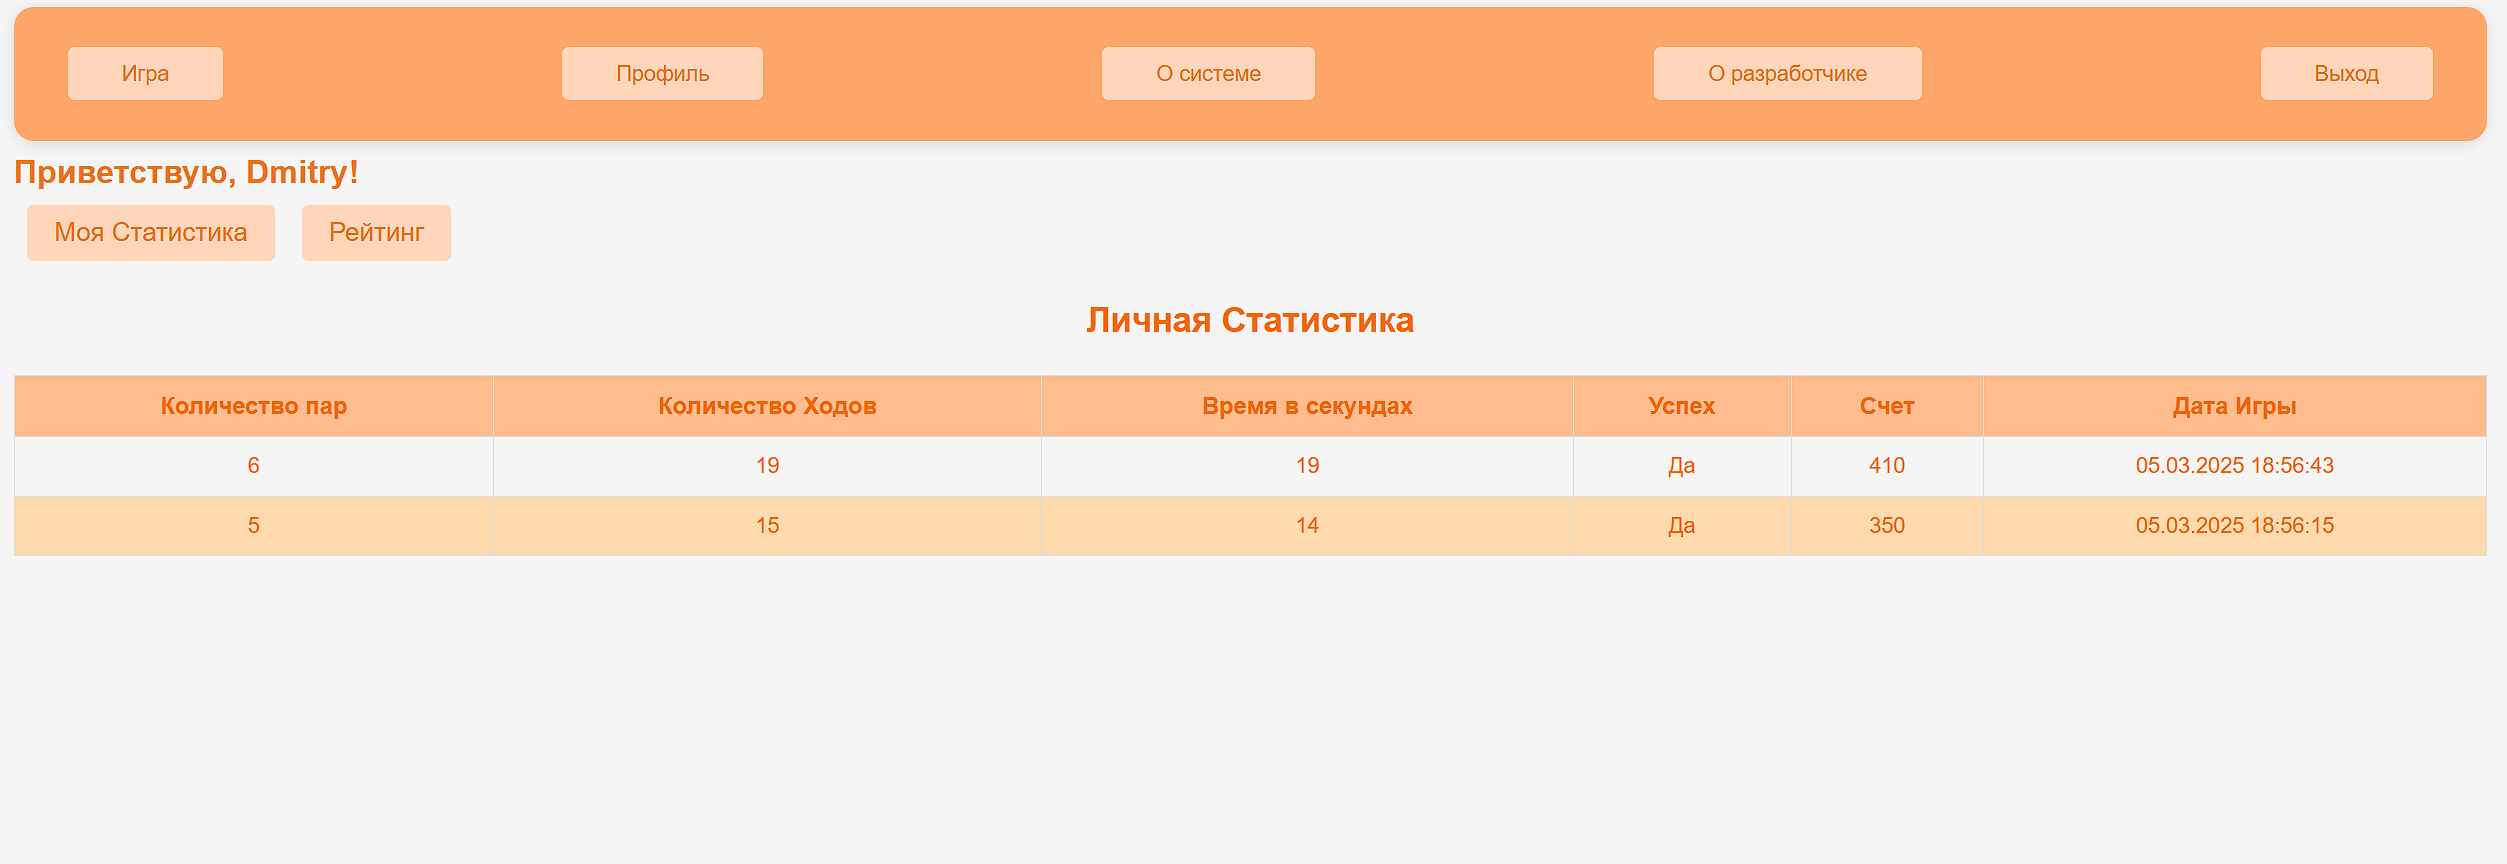 Игра Профиль О системе О разработчике Выход
Приветствую, Dmitry!
Моя Статистика Рейтинг
Личная Статистика
Количество пар Количество Ходов Время в секундах Успех Счет Дата Игры
6 19 19 Да 410 05.03.2025 18:56:43
5 15 14 Да 350 05.03.2025 18:56:15